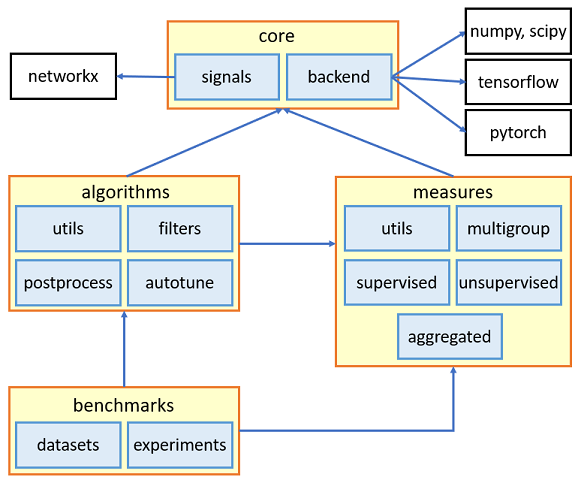 core
networkx
signals
backend
numpy, scipy
tensorflow
pytorch
algorithms
utils
filters
postprocess
autotune
measures
utils
multigroup
supervised
unsupervised
aggregated
benchmarks
datasets
experiments